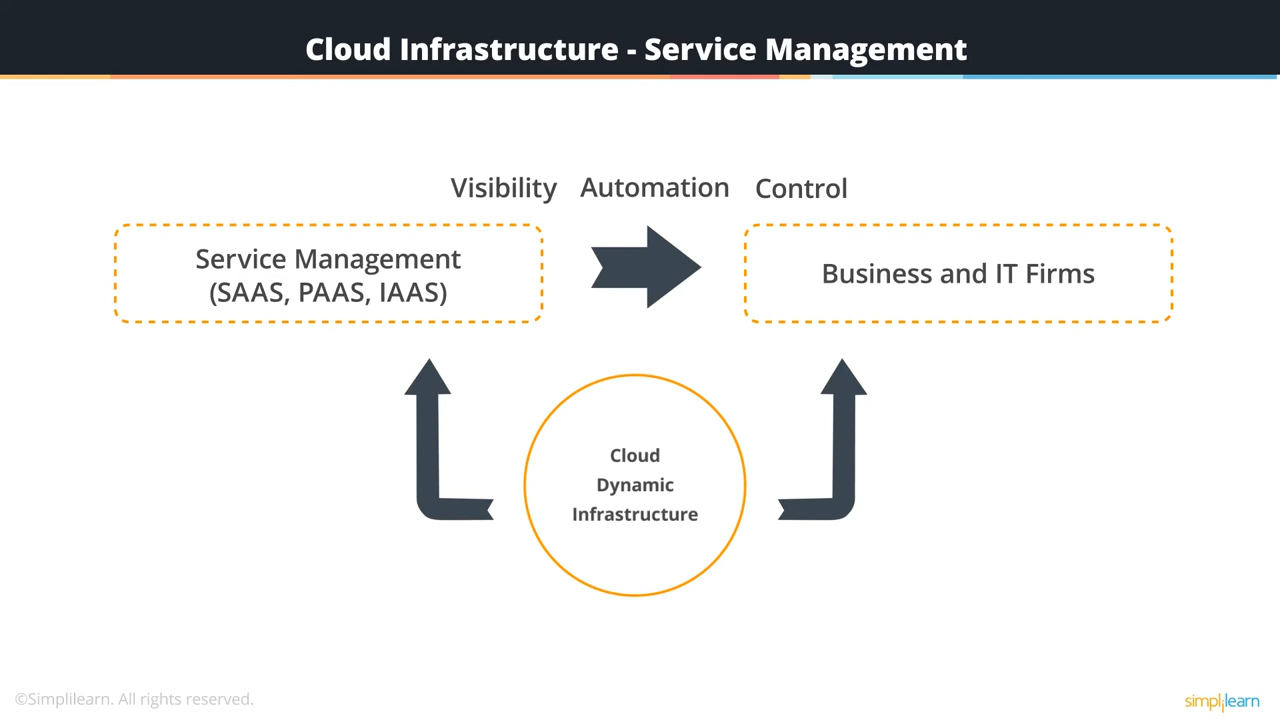 Cloud Infrastructure - Service Management
Visibility Automation Control
Service Management
(SAAS, PAAS, IAAS)
Business and IT Firms
Cloud
Dynamic
Infrastructure
©Simplilearn. All rights reserved.
simplilearn